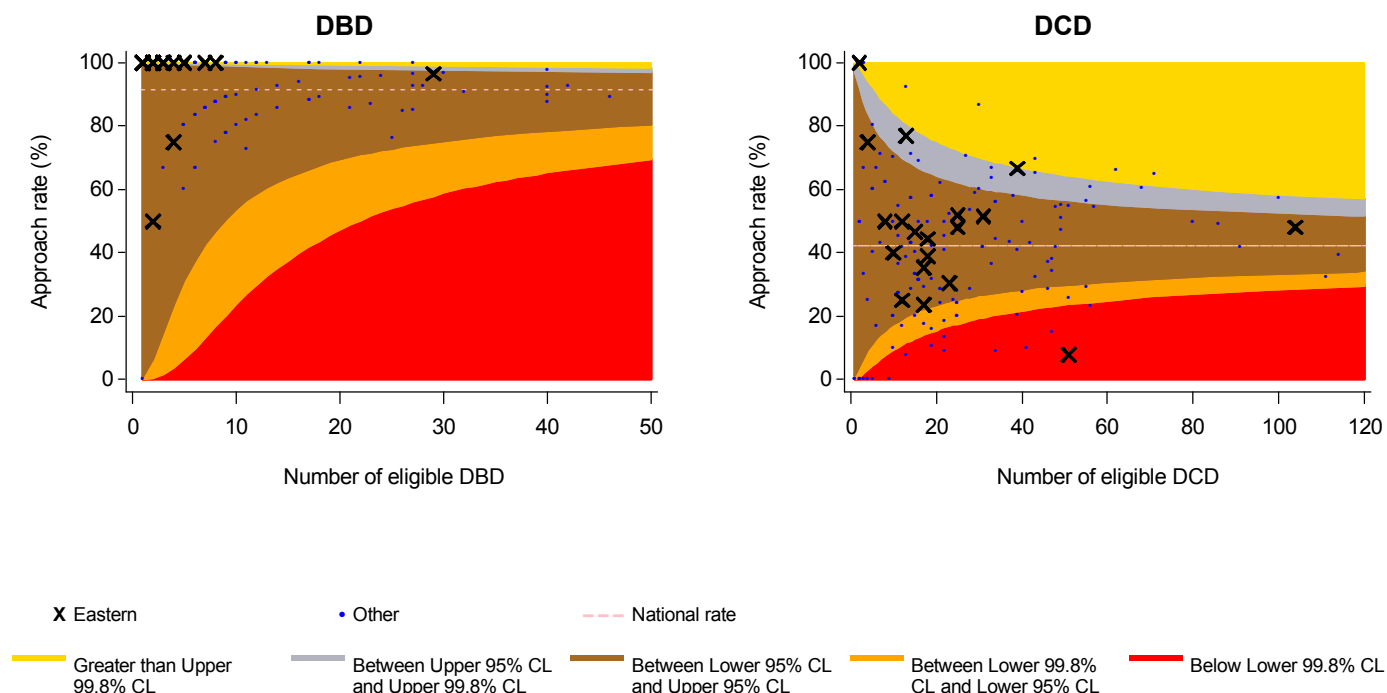 DBD
DCD
100
80
60
40
20
0
Approach rate (%)
0 10 20 30 40 50
Number of eligible DBD
100
80
60
40
20
0
Approach rate (%)
0 20 40 60 80 100 120
Number of eligible DCD
X Eastern
Other
National rate
Greater than Upper
99.8% CL
Between Upper 95% CL
and Upper 99.8% CL
Between Lower 95% CL
and Upper 95% CL
Between Lower 99.8%
CL and Lower 95% CL
Below Lower 99.8% CL